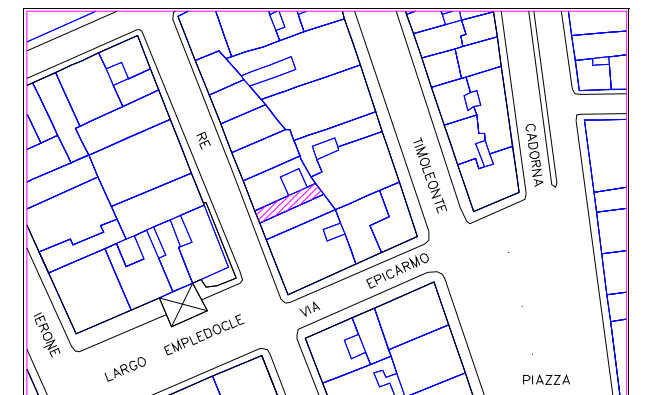 RE
TIMOLEONTE
CADORNA
IERONE
LARGO EMPLEDOCLE
VIA EPICARMO
PIAZZA